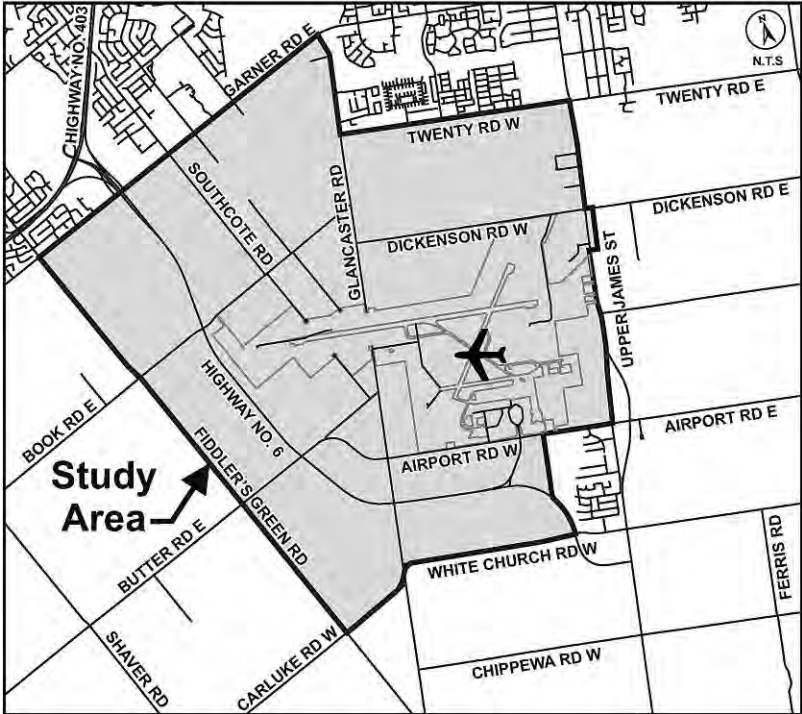 CHIGHWAY NO. 403
GARNER RD E
N
N.T.S
TWENTY RD E
TWENTY RD W
SOUTHCOTE RD
GLANCASTER RD
DICKENSON RD E
DICKENSON RD W
UPPER JAMES ST
BOOK RD E
HIGHWAY NO. 6
FIDDLER'S GREEN RD
AIRPORT RD E
AIRPORT RD W
Study
Area
BUTTER RD E
WHITE CHURCH RD W
FERRIS RD
SHAVER RD
CARLUKE RD W
CHIPPEWA RD W